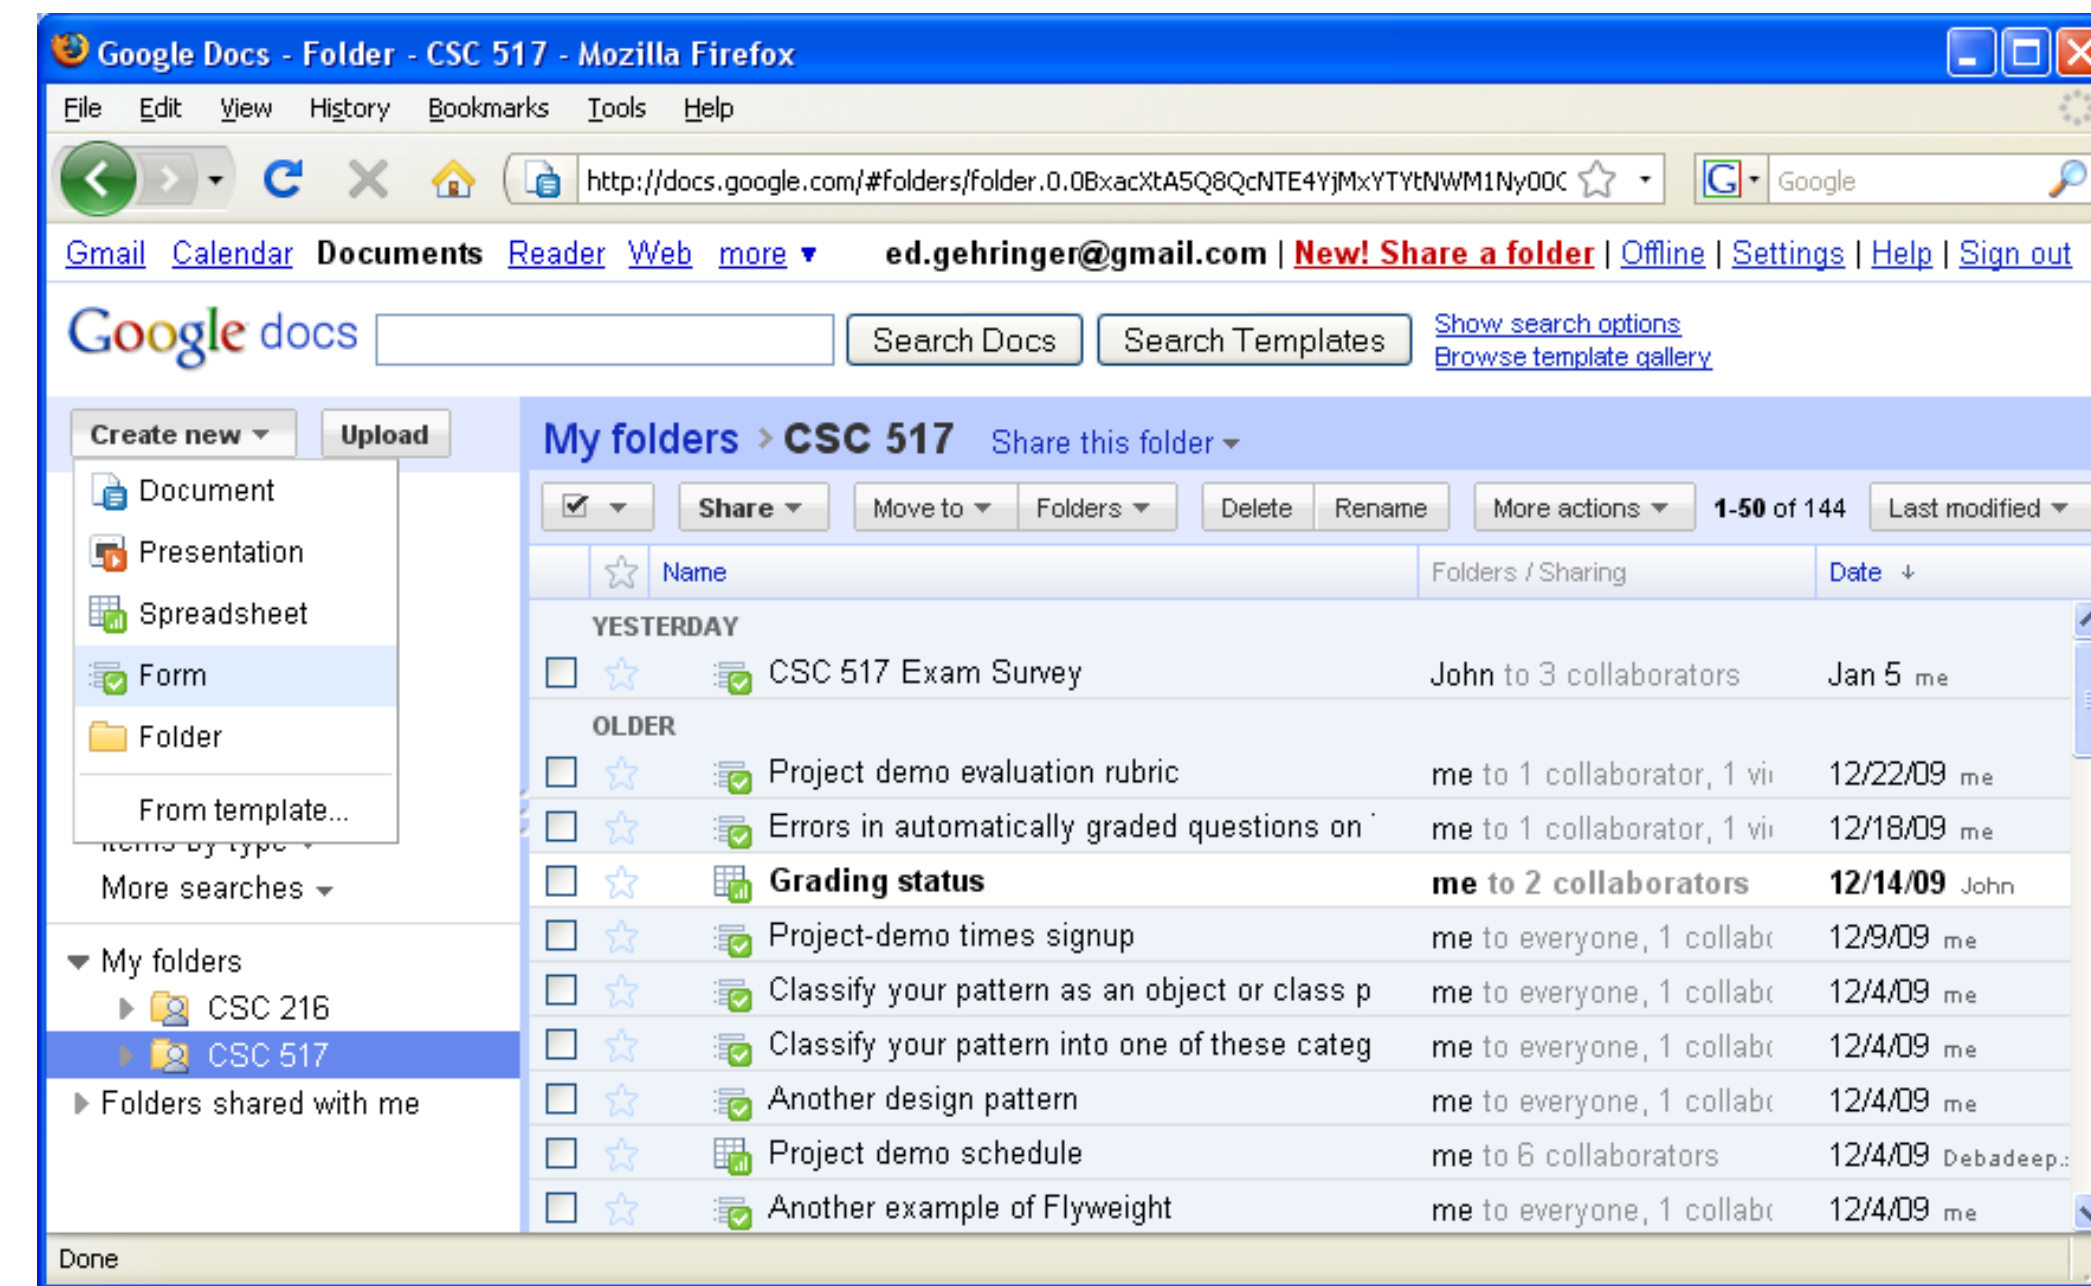 Google Docs - Folder - CSC 517 - Mozilla Firefox
File Edit View History Bookmarks Tools Help
http://docs.google.com/#folders/folder.0.0BxacXtA5Q8QcNTE4YjMxYTYtNWM1Ny00C Google
Gmail Calendar Documents Reader Web more ▼ ed.gehringer@gmail.com | New! Share a folder | Offline | Settings | Help | Sign out
Google docs Search Docs Search Templates
Show search options
Browse template gallery
Create new Upload
Document
Presentation
Spreadsheet
Form
Folder
From template...
Items by type
More searches
My folders
CSC 216
CSC 517
Folders shared with me
My folders > CSC 517 Share this folder
Share Move to Folders Delete Rename More actions 1-50 of 144 Last modified
Name Folders / Sharing Date
YESTERDAY
CSC 517 Exam Survey John to 3 collaborators Jan 5 me
OLDER
Project demo evaluation rubric me to 1 collaborator, 1 vi 12/22/09 me
Errors in automatically graded questions on me to 1 collaborator, 1 vi 12/18/09 me
Grading status me to 2 collaborators 12/14/09 John
Project-demo times signup me to everyone, 1 collab 12/9/09 me
Classify your pattern as an object or class p me to everyone, 1 collab 12/4/09 me
Classify your pattern into one of these categ me to everyone, 1 collab 12/4/09 me
Another design pattern me to everyone, 1 collab 12/4/09 me
Project demo schedule me to 6 collaborators 12/4/09 Debadeep.
Another example of Flyweight me to everyone, 1 collab 12/4/09 me
Done